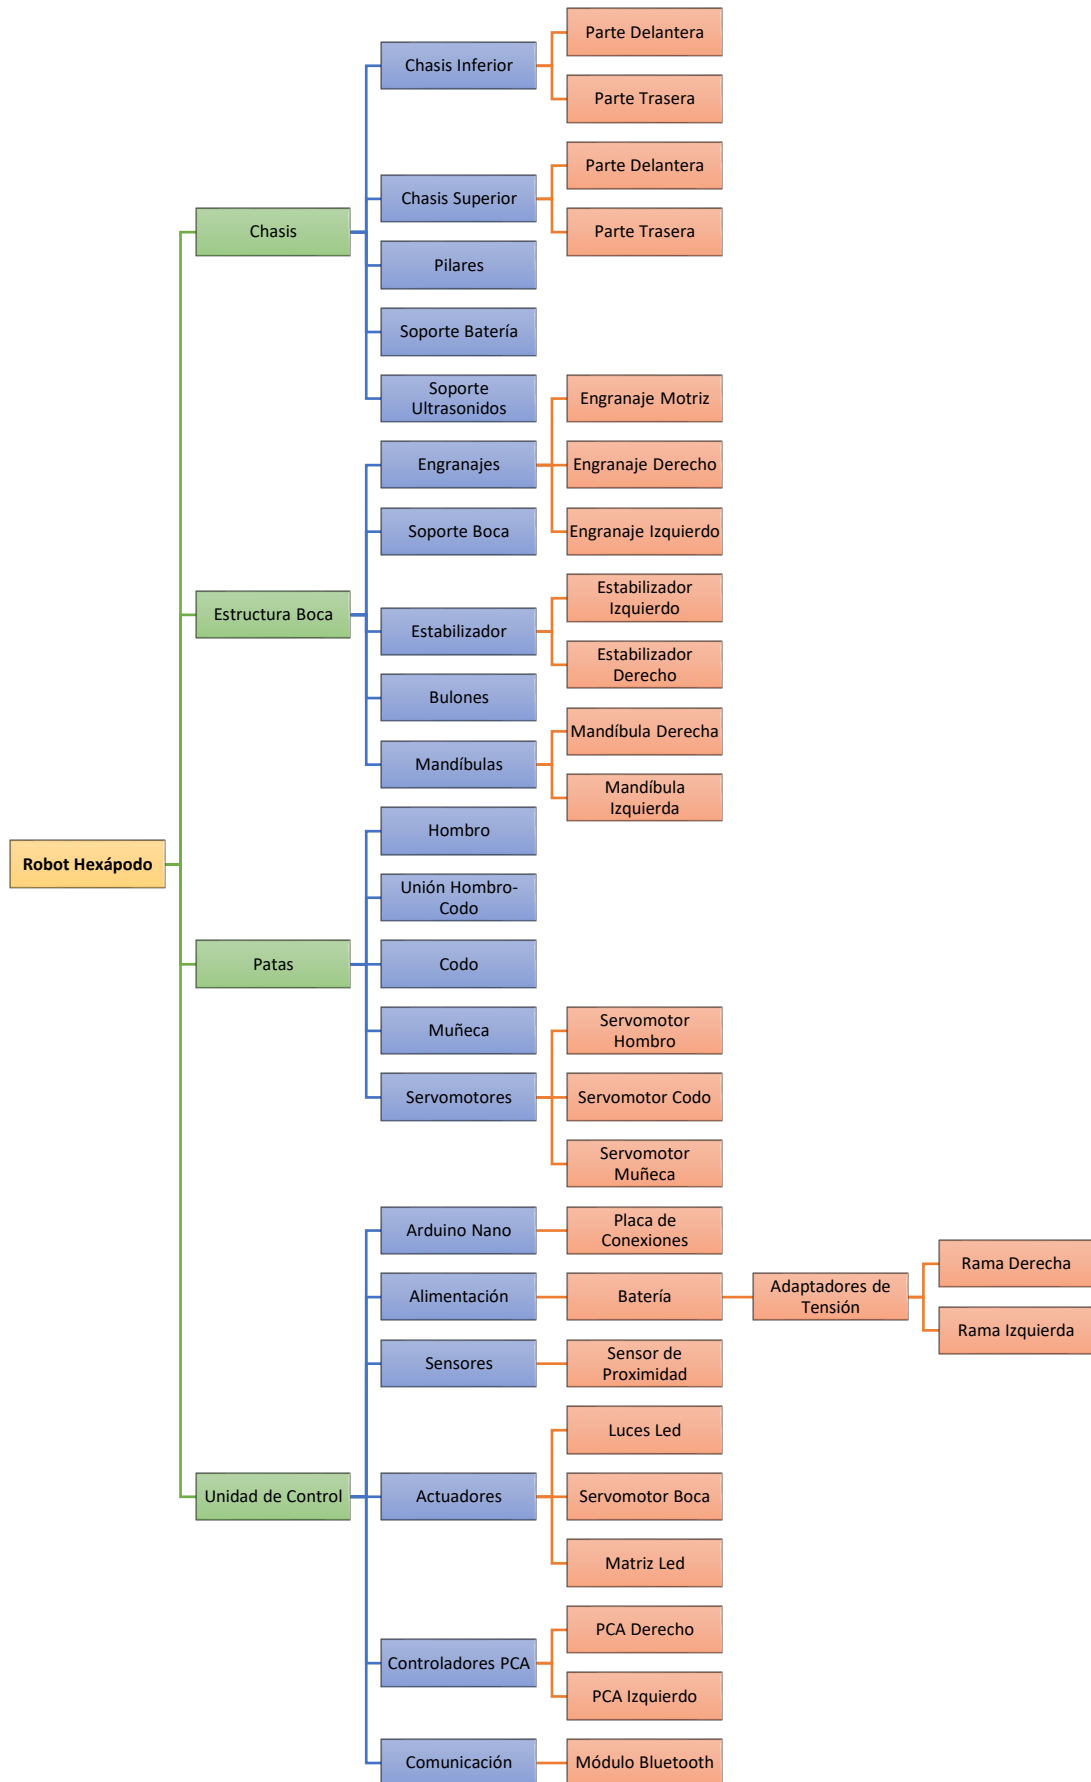 Robot Hexápodo
Chasis
Chasis Inferior
Parte Delantera
Parte Trasera
Chasis Superior
Parte Delantera
Parte Trasera
Pilares
Soporte Batería
Soporte
Ultrasonidos
Estructura Boca
Engranajes
Engranaje Motriz
Engranaje Derecho
Engranaje Izquierdo
Soporte Boca
Estabilizador
Estabilizador
Izquierdo
Estabilizador
Derecho
Bulones
Mandíbulas
Mandíbula Derecha
Mandíbula
Izquierda
Patas
Hombro
Unión Hombro-
Codo
Codo
Muñeca
Servomotores
Servomotor
Hombro
Servomotor Codo
Servomotor
Muñeca
Unidad de Control
Arduino Nano
Placa de
Conexiones
Alimentación
Batería
Adaptadores de
Tensión
Rama Derecha
Rama Izquierda
Sensores
Sensor de
Proximidad
Actuadores
Luces Led
Servomotor Boca
Matriz Led
Controladores PCA
PCA Derecho
PCA Izquierdo
Comunicación
Módulo Bluetooth